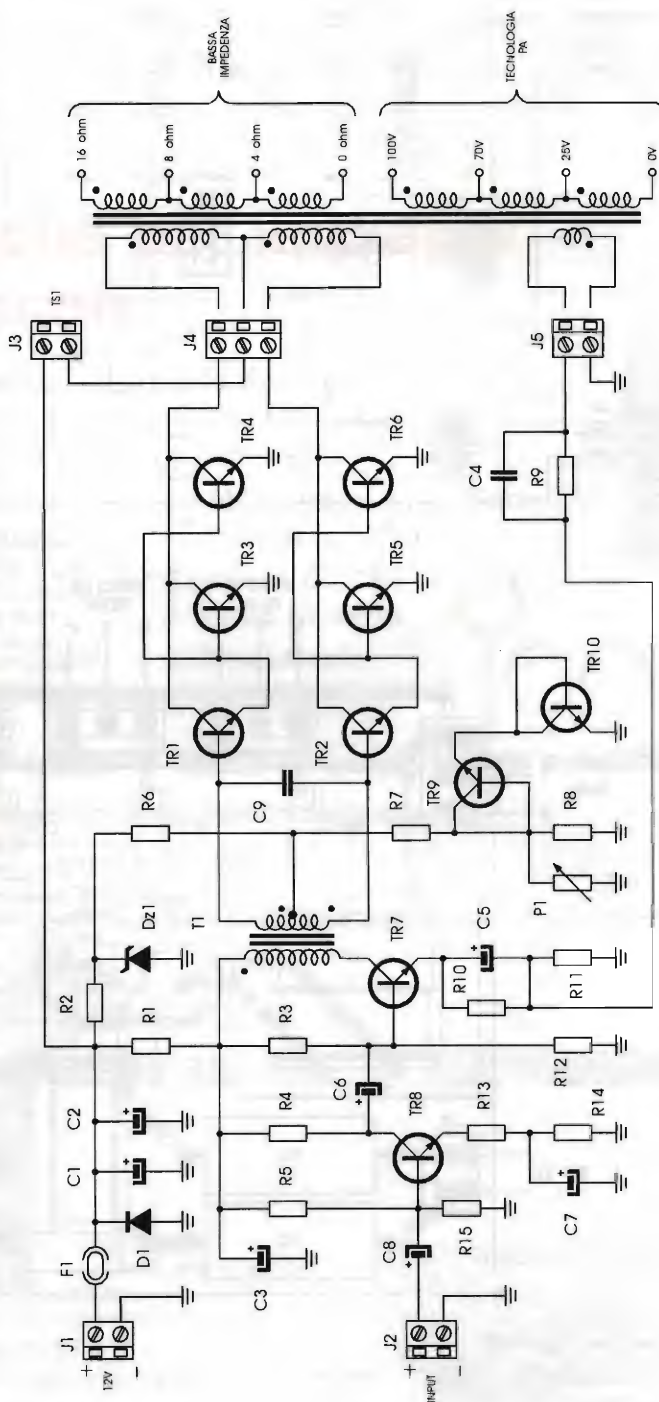 J1
+
12V
-
F1
D1
C1
C2
R2
Dz1
R1
R6
J3
TS1
T1
TR1
TR3
TR4
J4
C9
TR2
TR5
TR6
C3
R5
R4
R3
TR7
R7
TR9
TR10
P1
R8
C6
TR8
R10
C5
R11
R12
R13
R14
C7
R15
C8
J2
+
INPUT
-
C4
R9
J5
BASSA
IMPEDENZA
16 ohm
8 ohm
4 ohm
0 ohm
TECNOLOGIA
PA
100V
70V
25V
0V
+
+
+
+
+
+
+